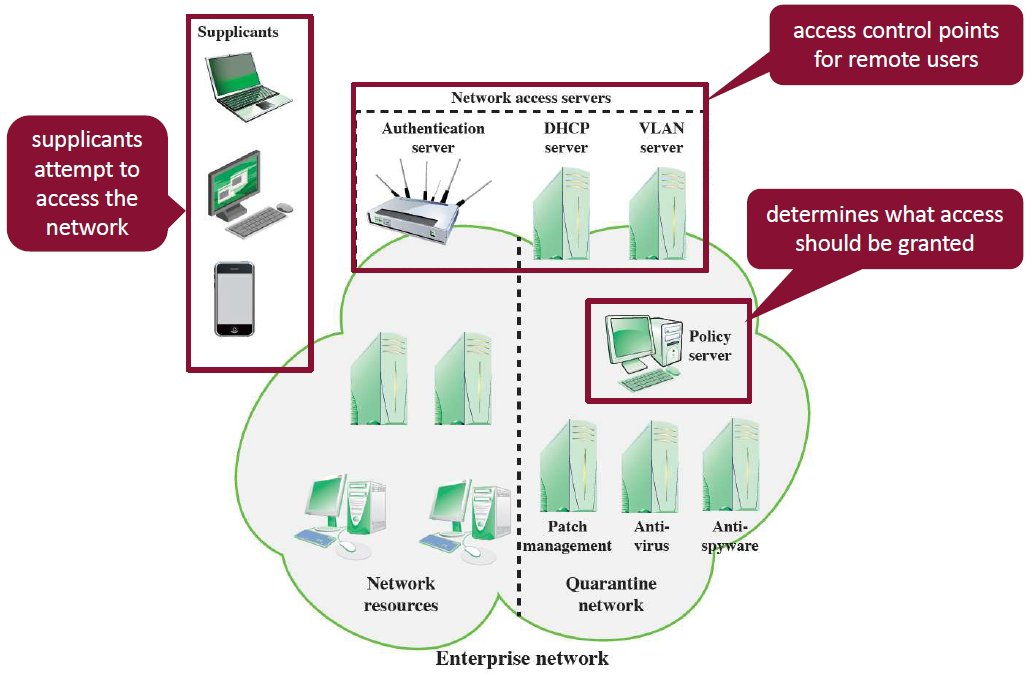 Supplicants
supplicants
attempt to
access the
network
access control points
for remote users
Network access servers
Authentication
server
DHCP
server
VLAN
server
determines what access
should be granted
Policy
server
Patch
management
Anti-
virus
Anti-
spyware
Network
resources
Quarantine
network
Enterprise network